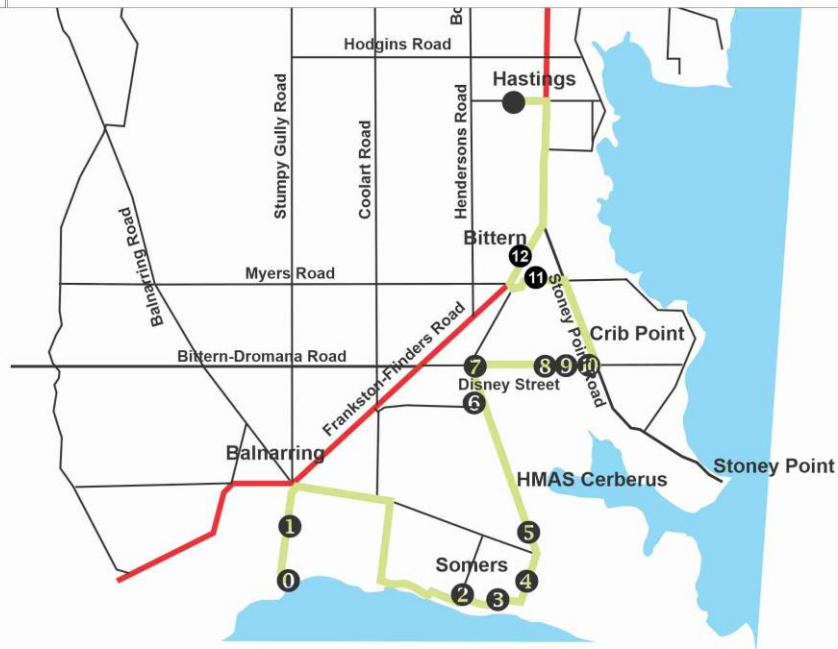 Hodgins Road
Bo
Hastings
Stumpy Gully Road
Coolart Road
Hendersons Road
Balnarring Road
Bittern
12
11
Myers Road
Stoney Point Road
Crib Point
Frankston-Flinders Road
Bittern-Dromana Road
7
8
9
10
Disney Street
6
Balnarring
HMAS Cerberus
Stoney Point
1
5
Somers
0
4
2
3